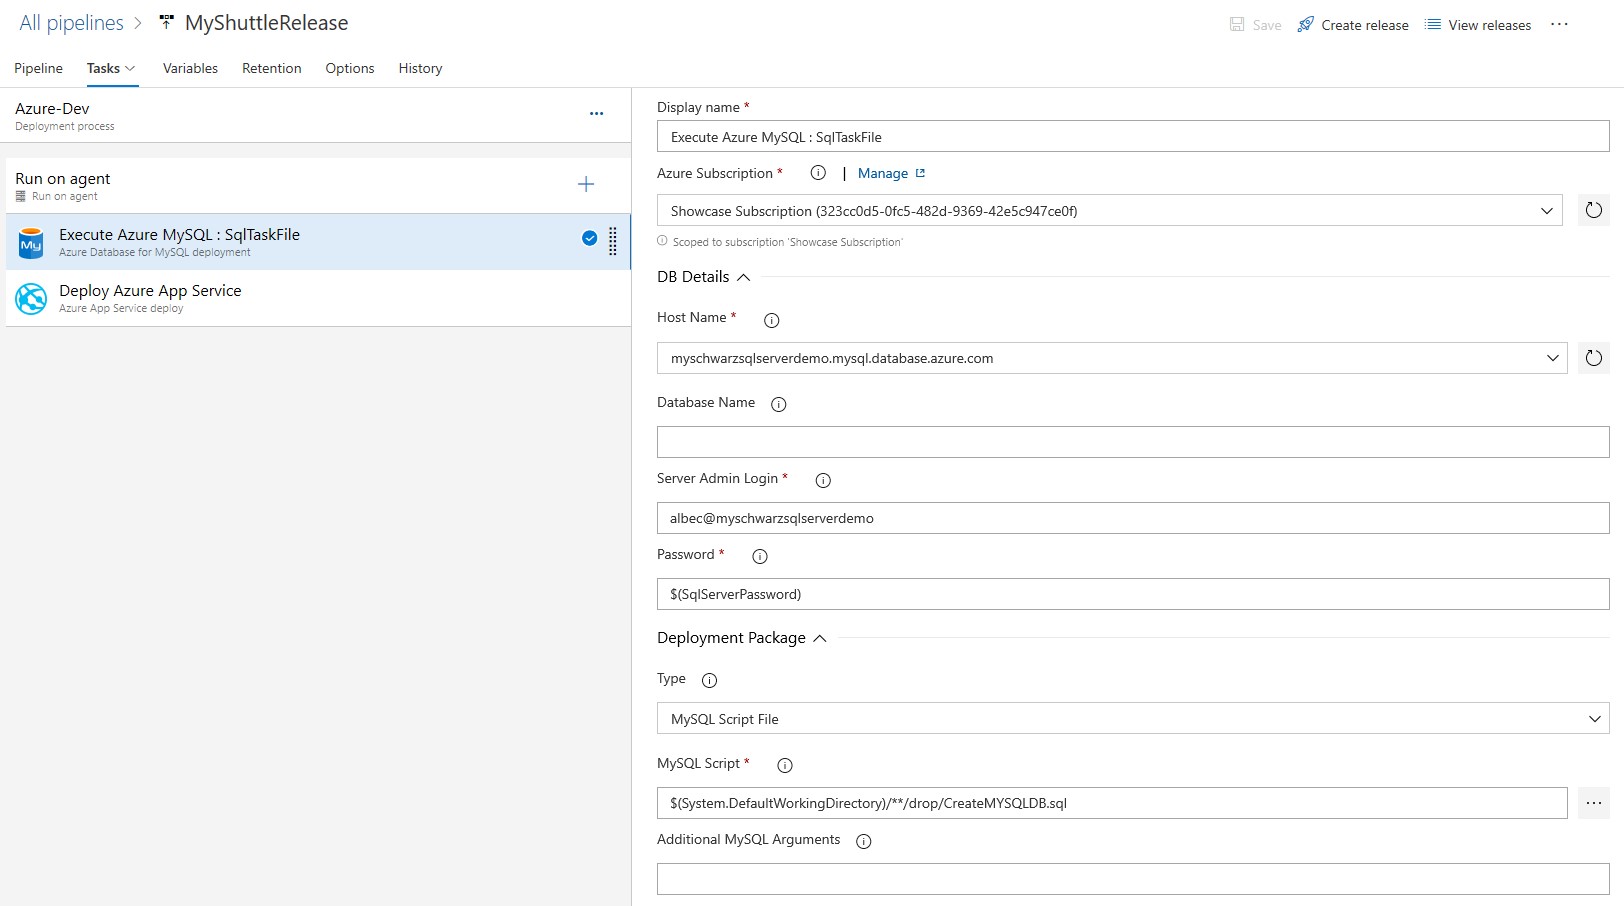 All pipelines > MyShuttleRelease
Save Create release View releases ...
Pipeline Tasks Variables Retention Options History
Azure-Dev
Deployment process
...
Run on agent
Run on agent
My
Execute Azure MySQL : SqlTaskFile
Azure Database for MySQL deployment
Deploy Azure App Service
Azure App Service deploy
Display name *
Execute Azure MySQL : SqlTaskFile
Azure Subscription * | Manage
Showcase Subscription (323cc0d5-0fc5-482d-9369-42e5c947ce0f)
Scoped to subscription 'Showcase Subscription'
DB Details
Host Name *
myschwarzsqlserverdemo.mysql.database.azure.com
Database Name
Server Admin Login *
albec@myschwarzsqlserverdemo
Password *
$(SqlServerPassword)
Deployment Package
Type
MySQL Script File
MySQL Script *
$(System.DefaultWorkingDirectory)/**/drop/CreateMYSQLDB.sql
...
Additional MySQL Arguments